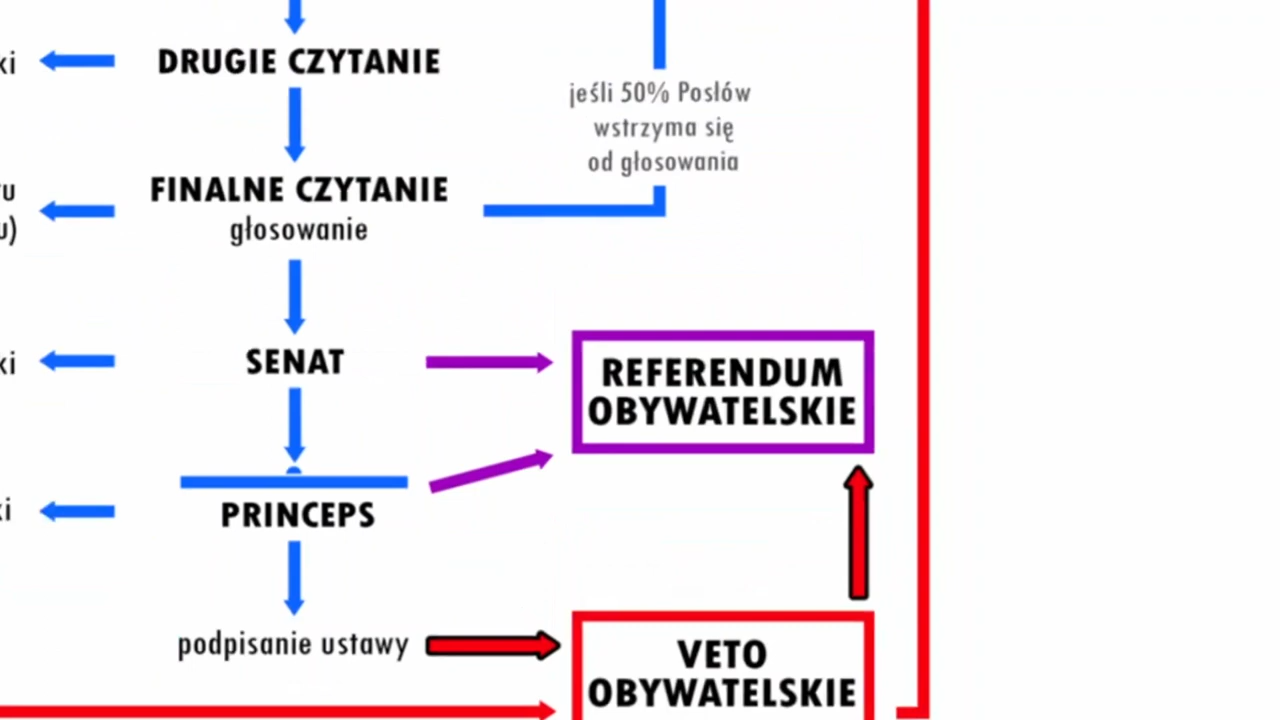 DRUGIE CZYTANIE
jeśli 50% Posłów
wstrzyma się
od głosowania
FINALNE CZYTANIE
głosowanie
SENAT
REFERENDUM
OBYWATELSKIE
PRINCEPS
podpisanie ustawy
VETO
OBYWATELSKIE